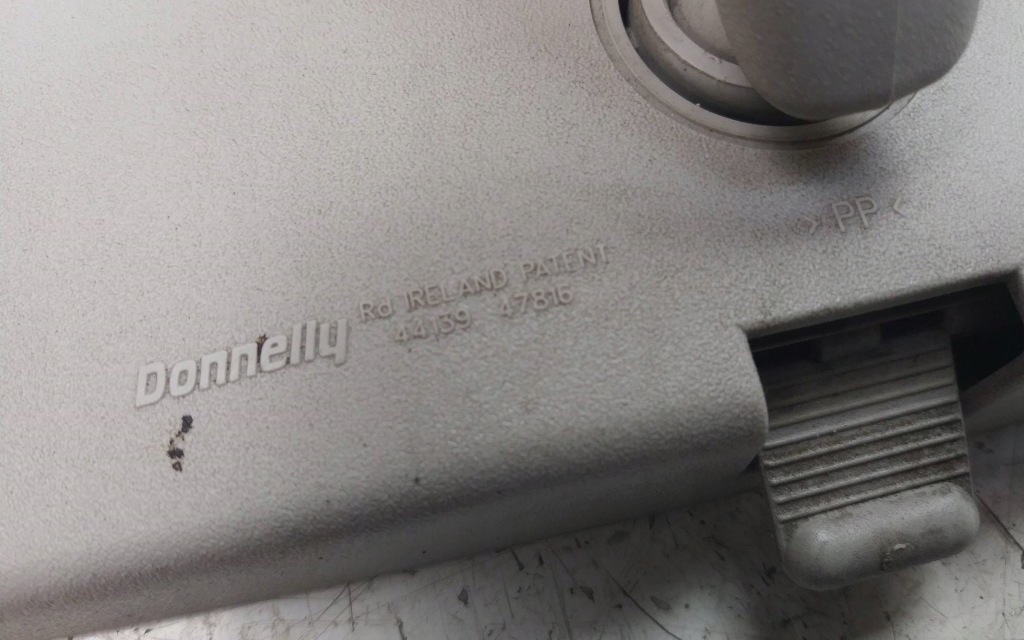 >PP<
Rd IRELAND PATENT
44139 47816
Donnelly